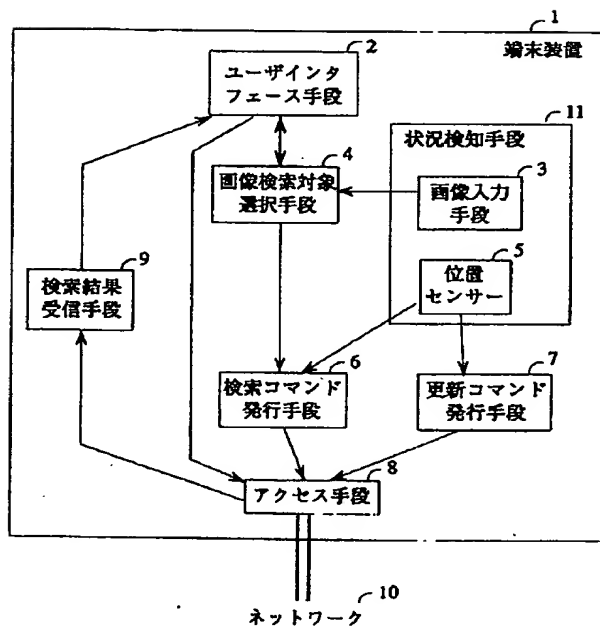 1
端末装置
2
ユーザインタ
フェース手段
11
状況検知手段
4
画像検索対象
選択手段
3
画像入力
手段
9
検索結果
受信手段
5
位置
センサー
6
検索コマンド
発行手段
7
更新コマンド
発行手段
8
アクセス手段
10
ネットワーク